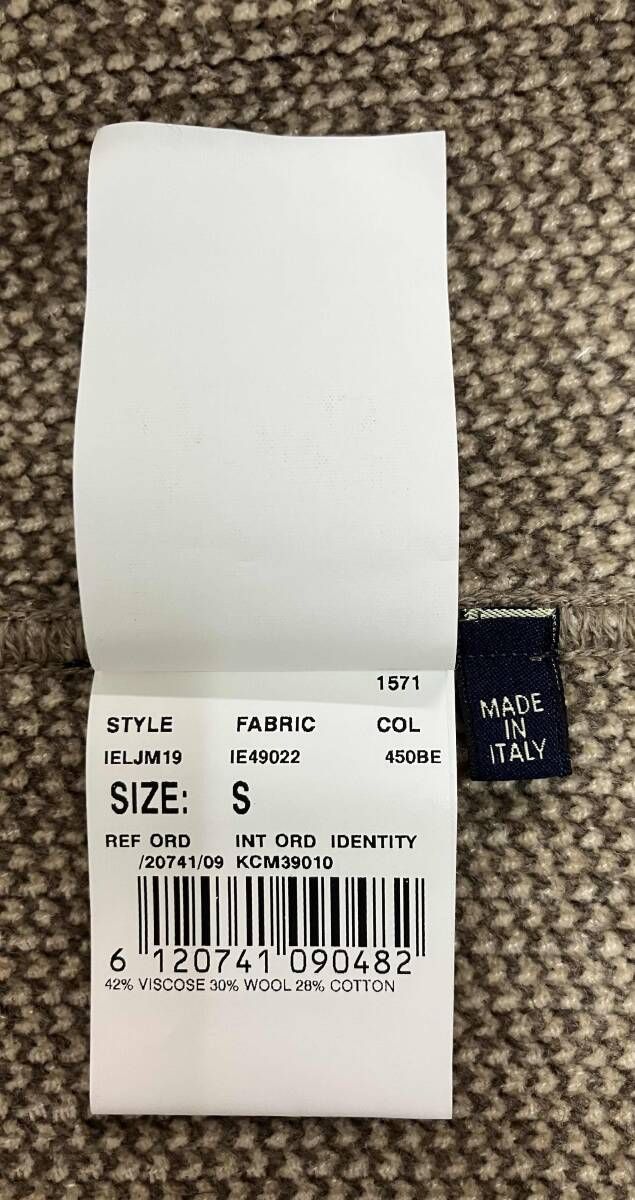 1571
STYLE FABRIC COL
IELJM19 IE49022 450BE
SIZE: S
REF ORD INT ORD IDENTITY
/20741/09 KCM39010
6 120741 090482
42% VISCOSE 30% WOOL 28% COTTON
MADE
IN
ITALY